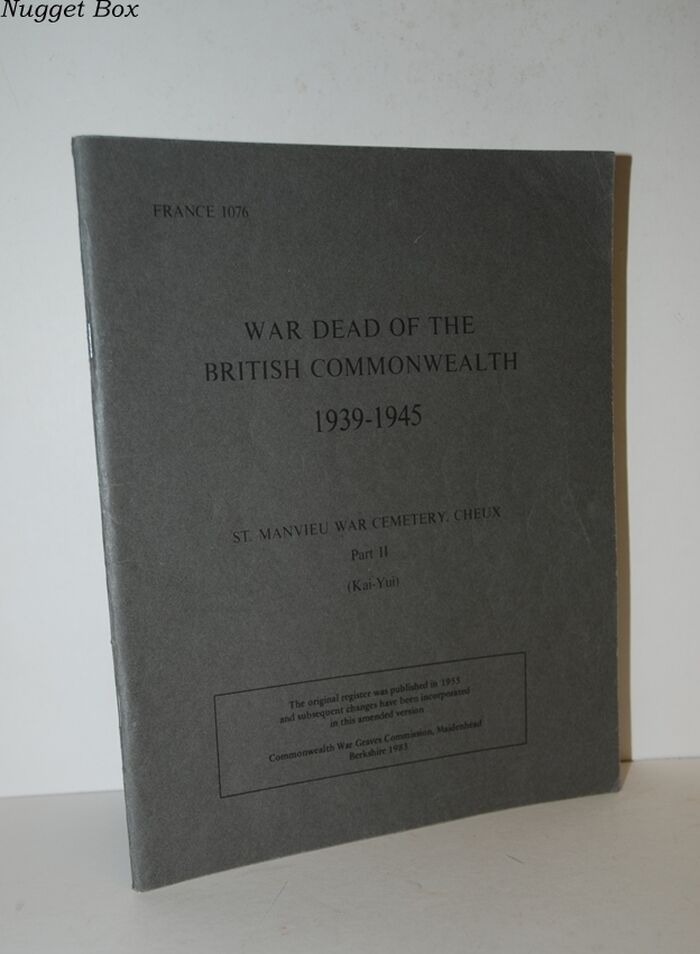 Nugget Box
FRANCE 1076
WAR DEAD OF THE
BRITISH COMMONWEALTH
1939-1945
ST. MANVIEU WAR CEMETERY, CHEUX
Part II
(Kai-Yui)
The original register was published in 1955
and subsequent changes have been incorporated
in this amended version
Commonwealth War Graves Commission, Maidenhead
Berkshire 1983